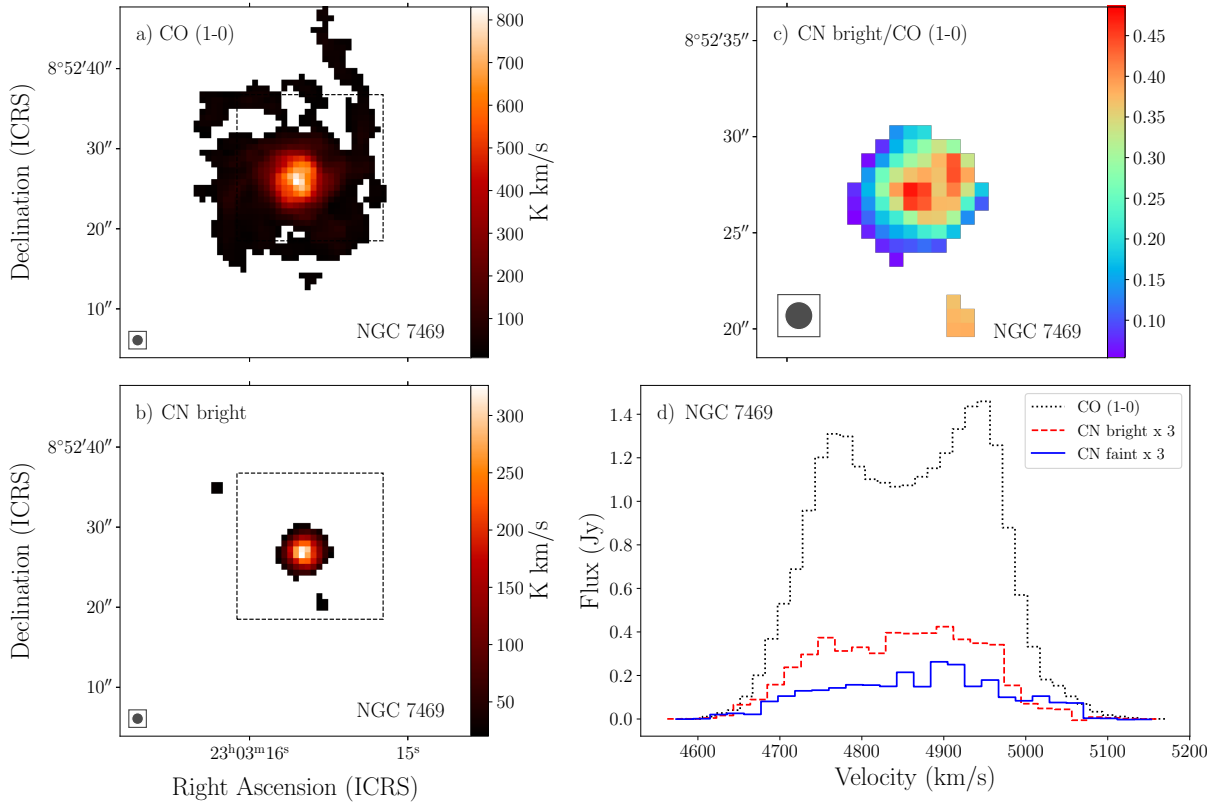 a) CO (1-0)
8°52′40″
30″
20″
10″
Declination (ICRS)
NGC 7469
800
700
600
500
400
300
200
100
K km/s
b) CN bright
8°52′40″
30″
20″
10″
Declination (ICRS)
NGC 7469
23ʰ03ᵐ16ˢ
15ˢ
Right Ascension (ICRS)
300
250
200
150
100
50
K km/s
c) CN bright/CO (1-0)
8°52′35″
30″
25″
20″
NGC 7469
0.45
0.40
0.35
0.30
0.25
0.20
0.15
0.10
d) NGC 7469
CO (1-0)
CN bright x 3
CN faint x 3
1.4
1.2
1.0
0.8
0.6
0.4
0.2
0.0
Flux (Jy)
4600 4700 4800 4900 5000 5100 5200
Velocity (km/s)